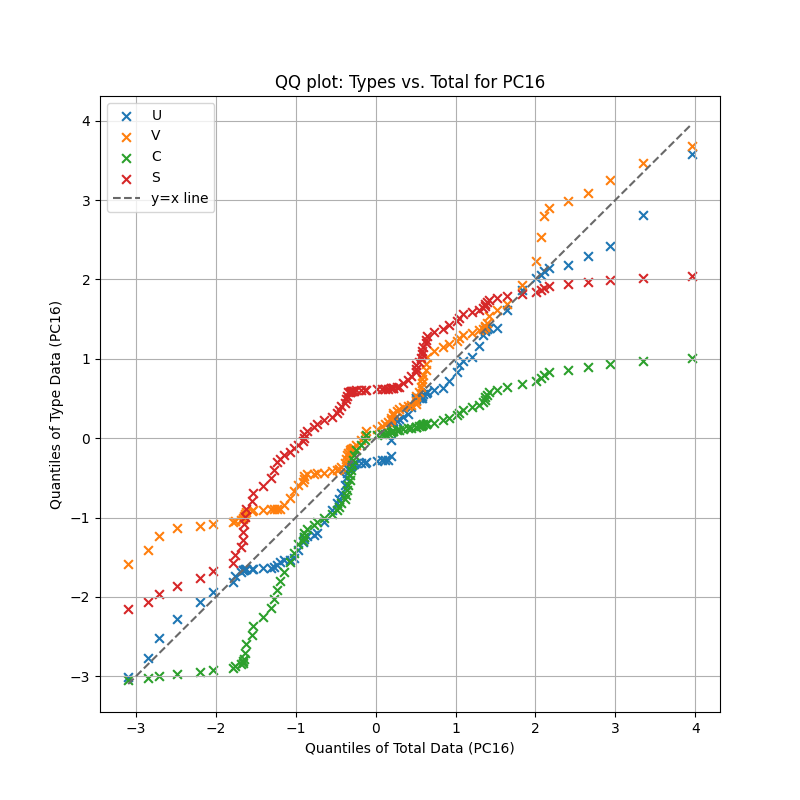 QQ plot: Types vs. Total for PC16
U
V
C
S
y=x line
4
3
2
1
0
−1
−2
−3
Quantiles of Type Data (PC16)
−3
−2
−1
0
1
2
3
4
Quantiles of Total Data (PC16)